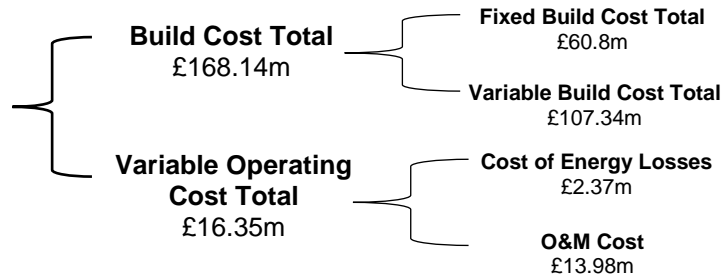 Build Cost Total
£168.14m
Fixed Build Cost Total
£60.8m
Variable Build Cost Total
£107.34m
Variable Operating
Cost Total
£16.35m
Cost of Energy Losses
£2.37m
O&M Cost
£13.98m